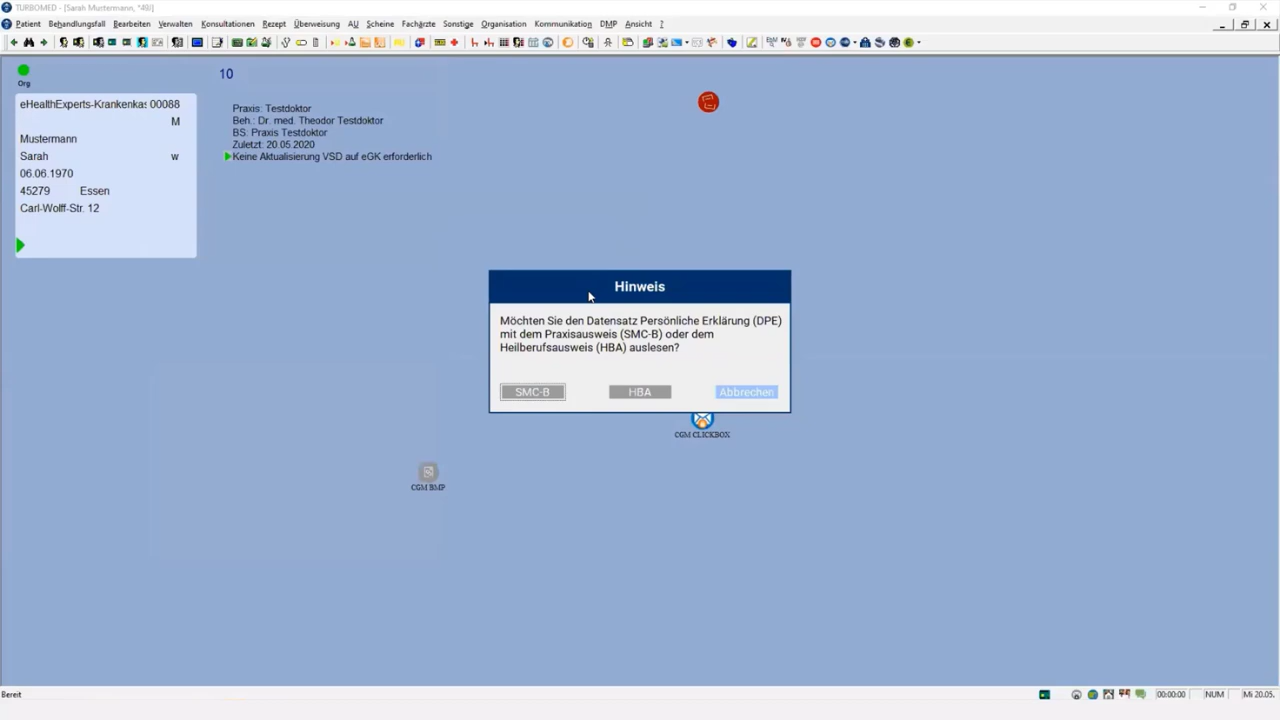 TURBOMED - [Sarah Mustermann, *49/]
Patient Behandlungsfall Bearbeiten Verwalten Konsultationen Rezept Überweisung AU Scheine Fachärzte Sonstige Organisation Kommunikation DMP Ansicht ?
Org
10
eHealthExperts-Krankenkas 00088
M
Mustermann
Sarah w
06.06.1970
45279 Essen
Carl-Wolff-Str. 12
Praxis: Testdoktor
Beh.: Dr. med. Theodor Testdoktor
BS: Praxis Testdoktor
Zuletzt: 20.05.2020
Keine Aktualisierung VSD auf eGK erforderlich
Hinweis
Möchten Sie den Datensatz Persönliche Erklärung (DPE)
mit dem Praxisausweis (SMC-B) oder dem
Heilberufsausweis (HBA) auslesen?
SMC-B HBA Abbrechen
CGM CLICKBOX
CGM BMP
Bereit 00:00:00 NUM Mi 20.05.